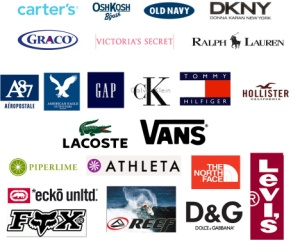 carter's
OSHKOSH
B'gosh
OLD NAVY
DKNY
DONNA KARAN NEW YORK
GRACO
VICTORIA'S SECRET
RALPH LAUREN
A87
AÉROPOSTALE
AMERICAN EAGLE
GAP
cK
TOMMY
HILFIGER
HOLLISTER
CALIFORNIA
LACOSTE
VANS
PIPERLIME
ATHLETA
THE
NORTH
FACE
Levi's
®
*eckō unltd.
FOX
REEF
D&G
DOLCE & GABBANA